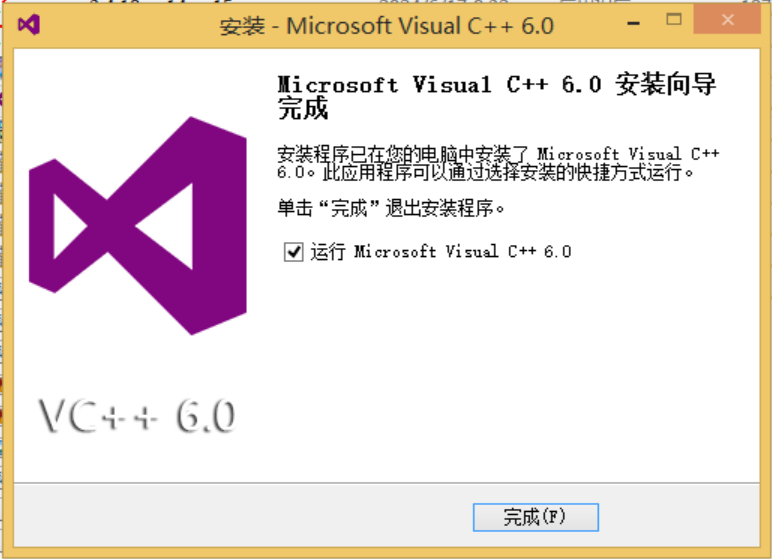 安装 - Microsoft Visual C++ 6.0
Microsoft Visual C++ 6.0 安装向导
完成
安装程序已在您的电脑中安装了 Microsoft Visual C++
6.0。此应用程序可以通过选择安装的快捷方式运行。
单击“完成”退出安装程序。
运行 Microsoft Visual C++ 6.0
VC++ 6.0
完成(F)